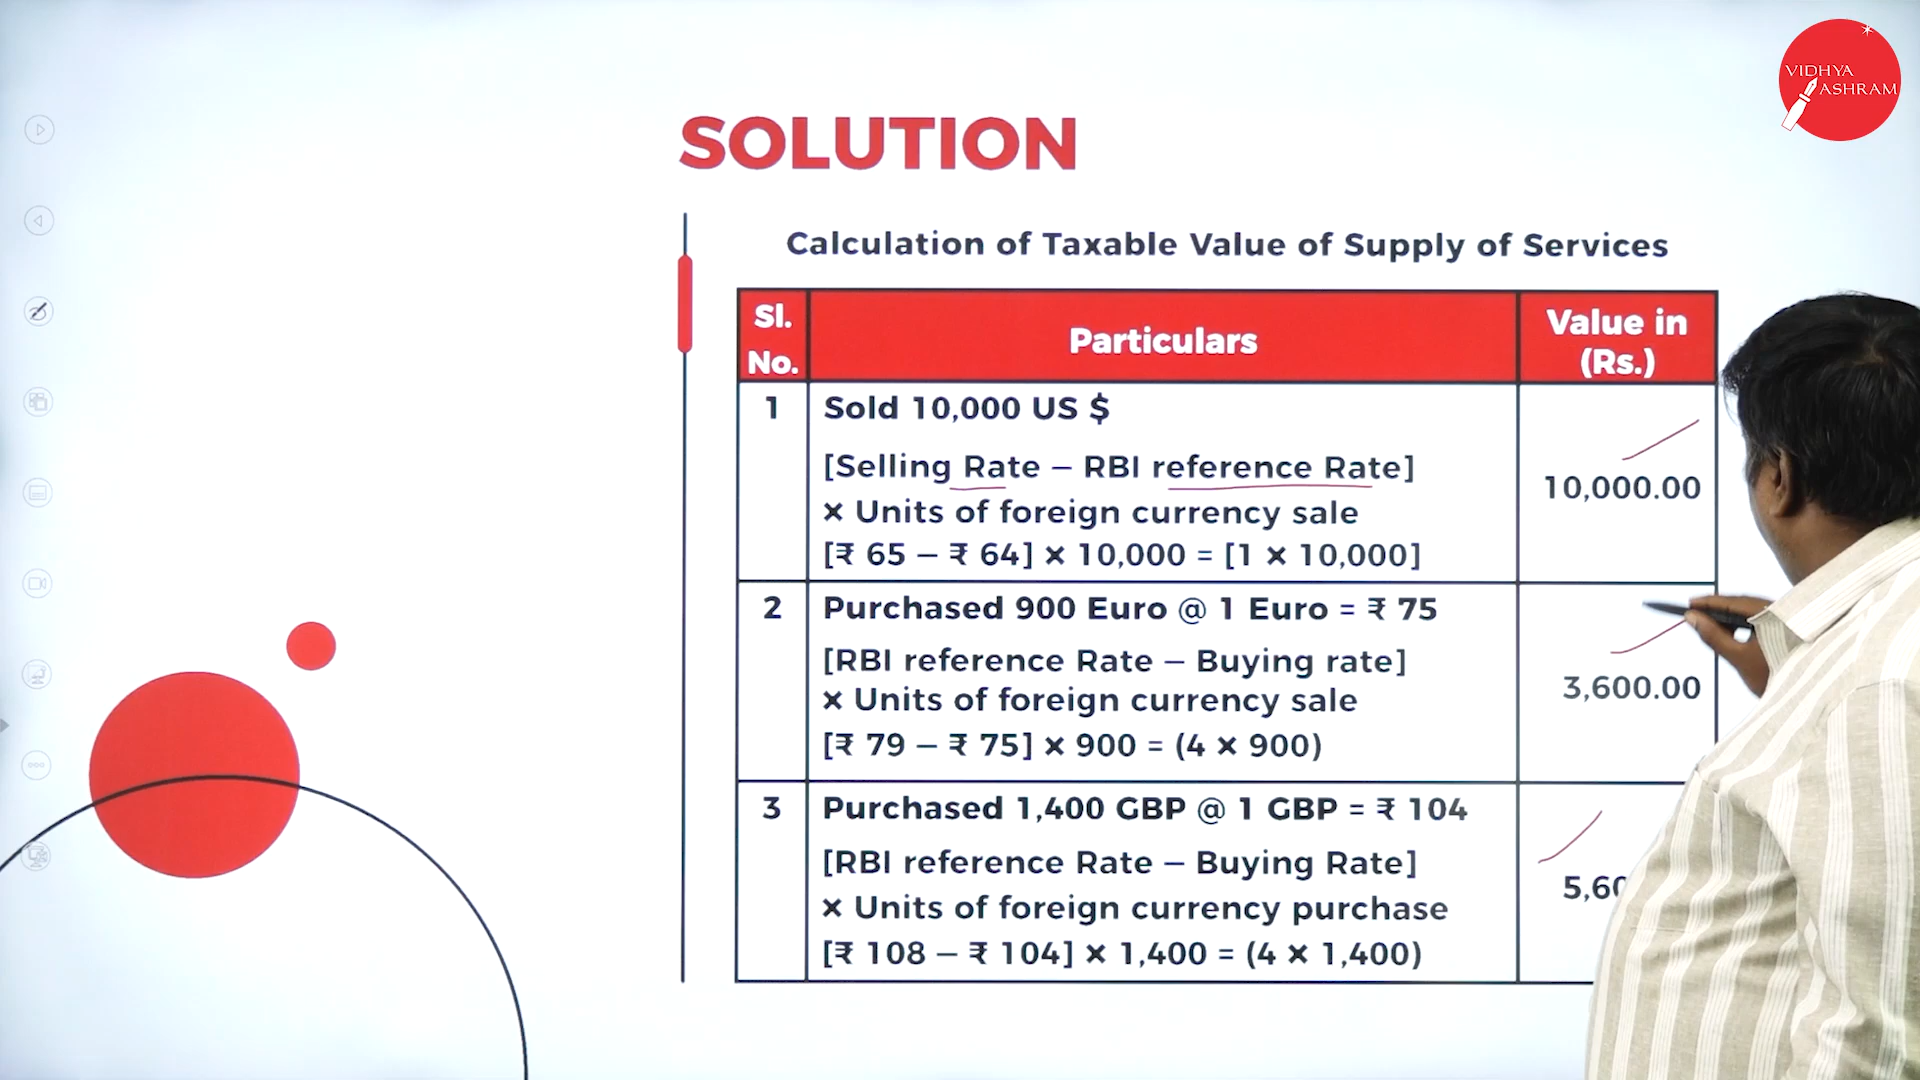 VIDHYA
ASHRAM
SOLUTION
Calculation of Taxable Value of Supply of Services
Sl. No.
Particulars
Value in (Rs.)
1
Sold 10,000 US $
[Selling Rate – RBI reference Rate]
× Units of foreign currency sale
[₹ 65 – ₹ 64] × 10,000 = [1 × 10,000]
10,000.00
2
Purchased 900 Euro @ 1 Euro = ₹ 75
[RBI reference Rate – Buying rate]
× Units of foreign currency sale
[₹ 79 – ₹ 75] × 900 = (4 × 900)
3,600.00
3
Purchased 1,400 GBP @ 1 GBP = ₹ 104
[RBI reference Rate – Buying Rate]
× Units of foreign currency purchase
[₹ 108 – ₹ 104] × 1,400 = (4 × 1,400)